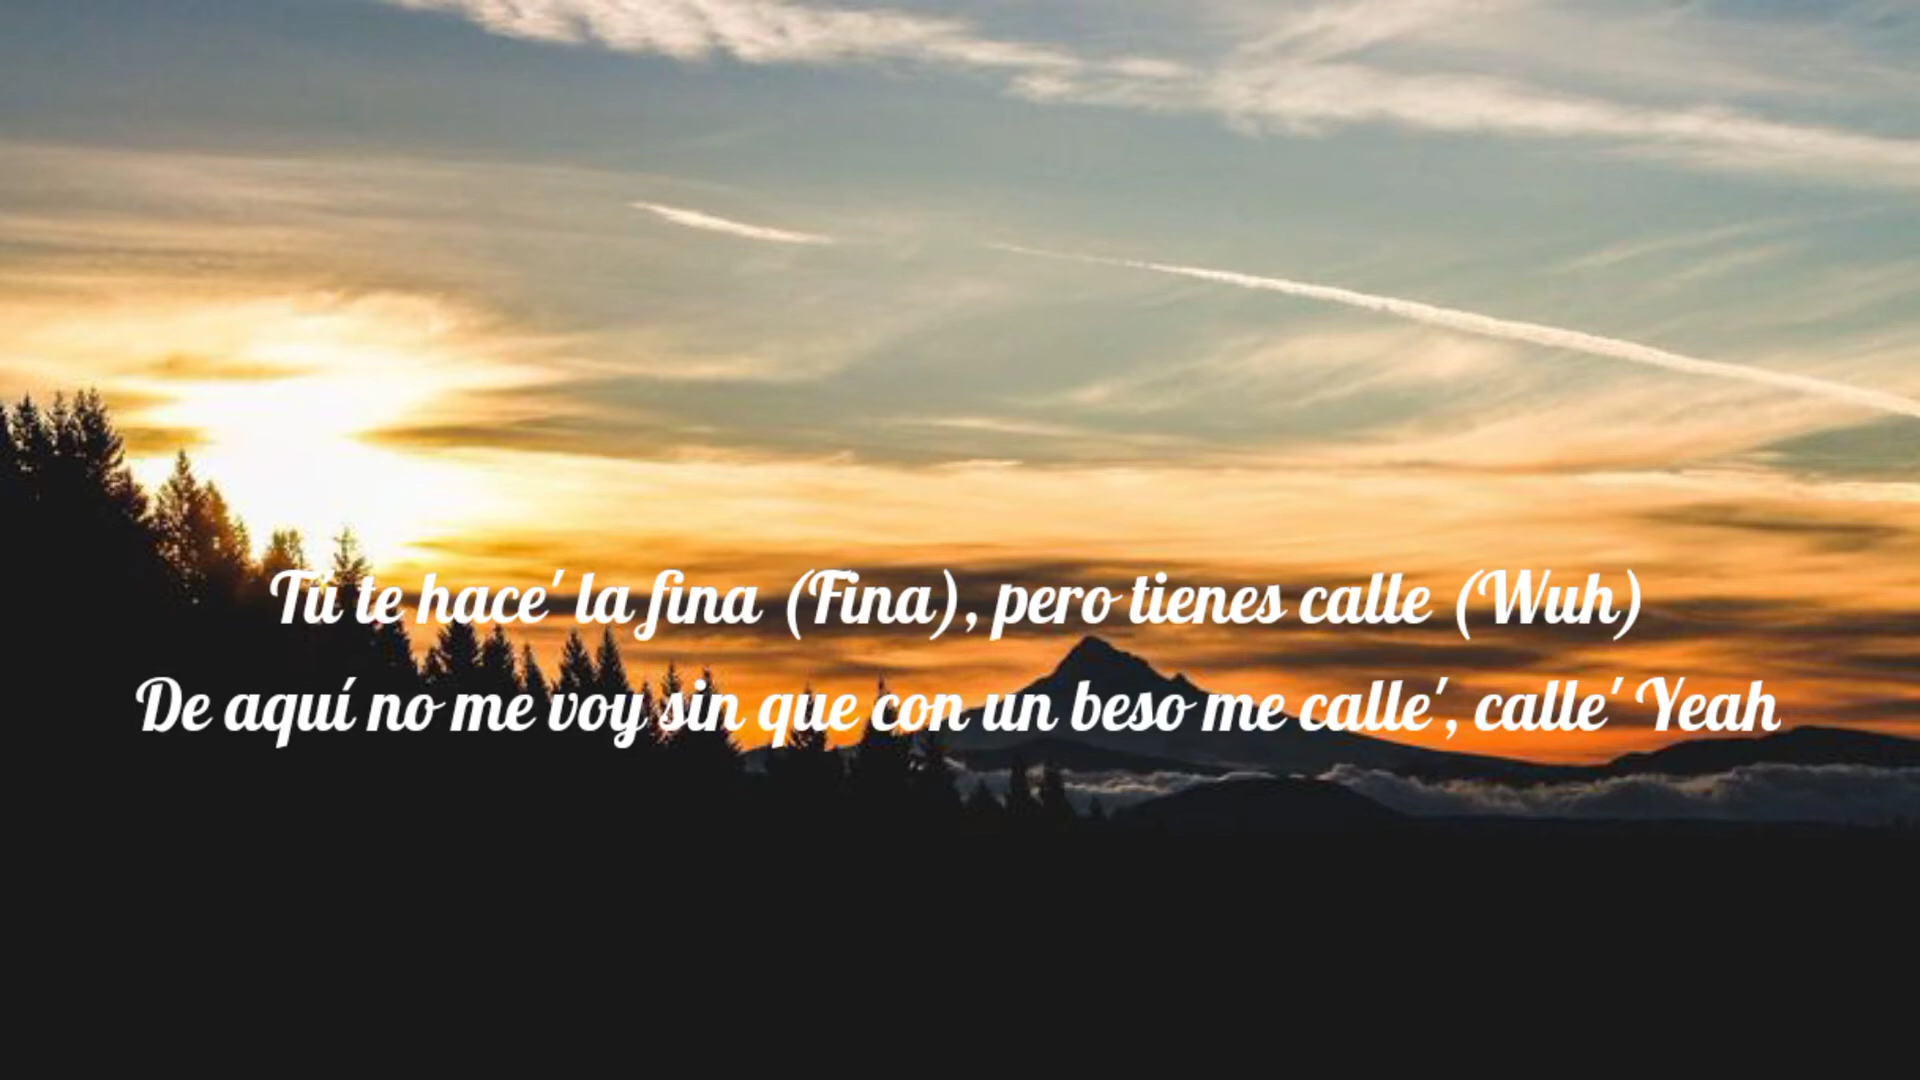 Tú te hace' la fina (Fina), pero tienes calle (Wuh)
De aquí no me voy sin que con un beso me calle', calle' Yeah